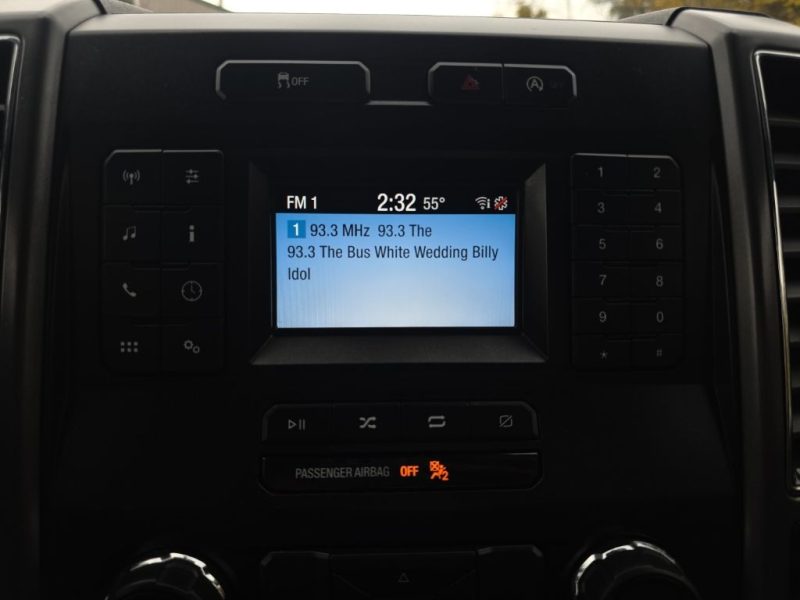 OFF
FM 1 2:32 55°
1 93.3 MHz 93.3 The
93.3 The Bus White Wedding Billy
Idol
1 2
3 4
5 6
7 8
9 0
* #
PASSENGER AIRBAG OFF 2